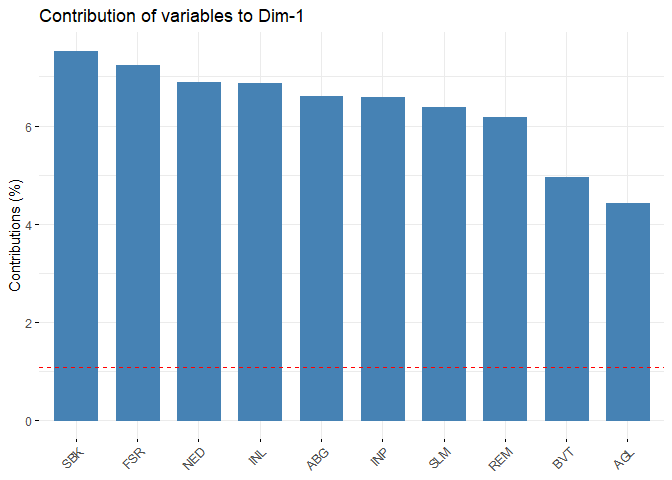 Contribution of variables to Dim-1
Contributions (%)
6
4
2
0
SBK
FSR
NED
INL
ABG
INP
SLM
REM
BVT
AGL